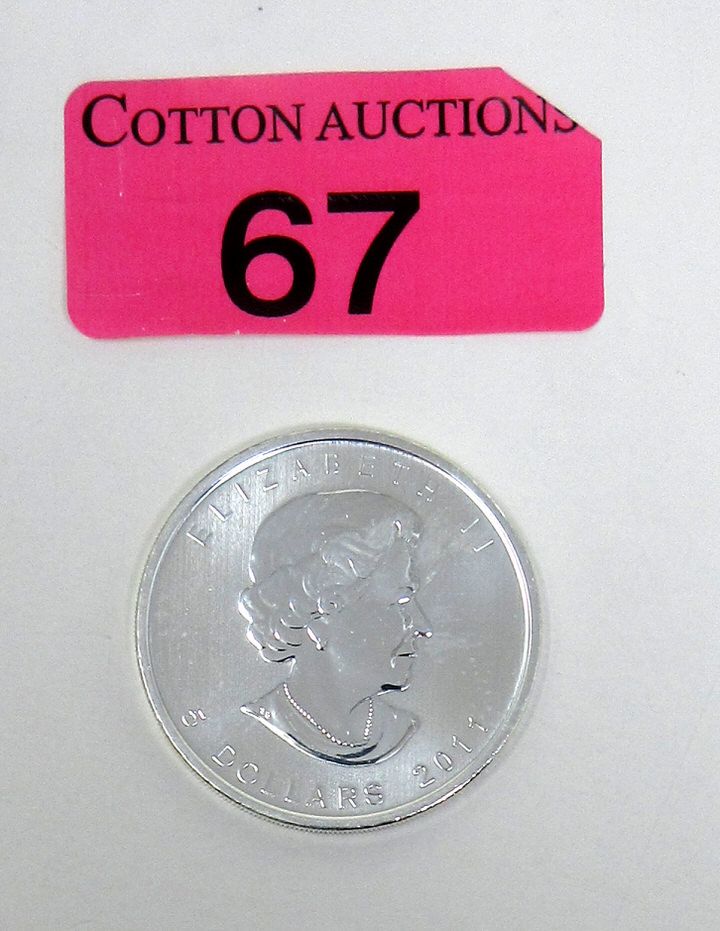 COTTON AUCTIONS
67
ELIZABETH II
5 DOLLARS 2011